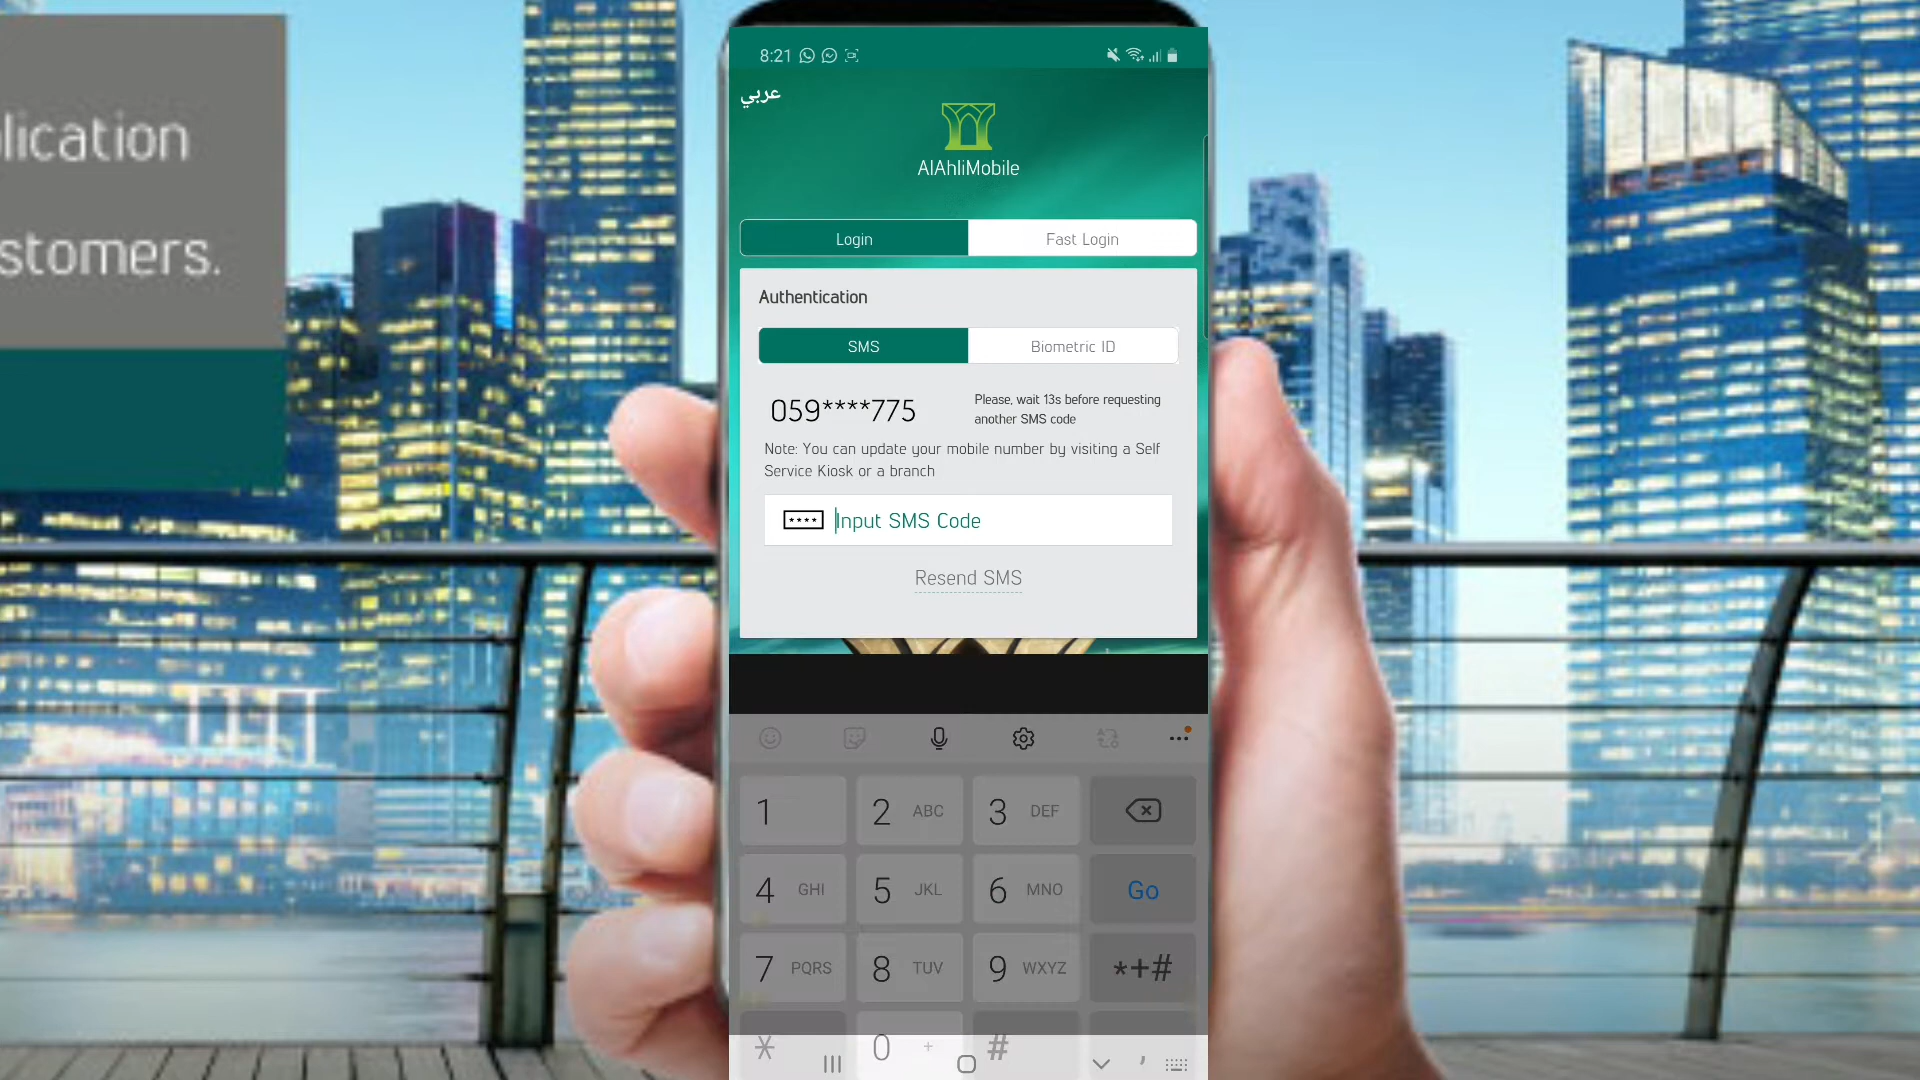 lication
stomers.
8:21
عربي
AlAhliMobile
Login Fast Login
Authentication
SMS Biometric ID
059****775
Please, wait 13s before requesting
another SMS code
Note: You can update your mobile number by visiting a Self
Service Kiosk or a branch
**** Input SMS Code
Resend SMS
1 2 ABC 3 DEF
4 GHI 5 JKL 6 MNO Go
7 PQRS 8 TUV 9 WXYZ *+#
* 0 + # ,